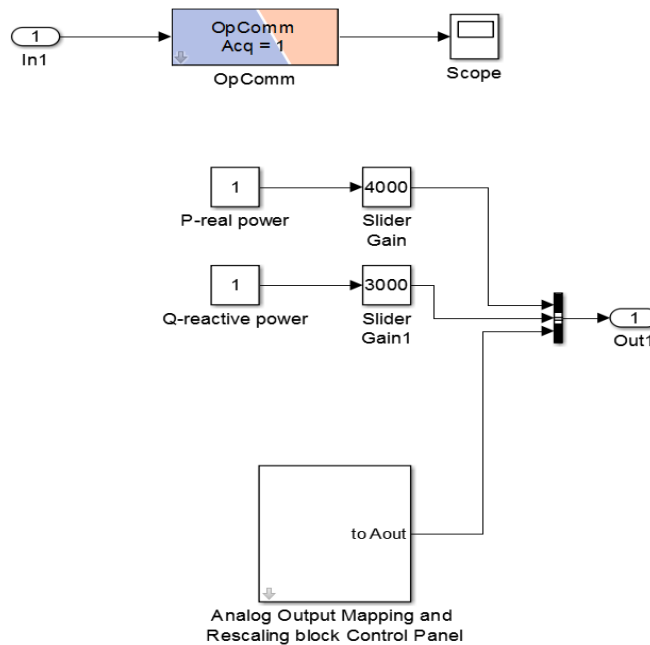 1
In1
OpComm
Acq = 1
OpComm
Scope
1
P-real power
4000
Slider
Gain
1
Q-reactive power
3000
Slider
Gain1
1
Out1
to Aout
Analog Output Mapping and
Rescaling block Control Panel